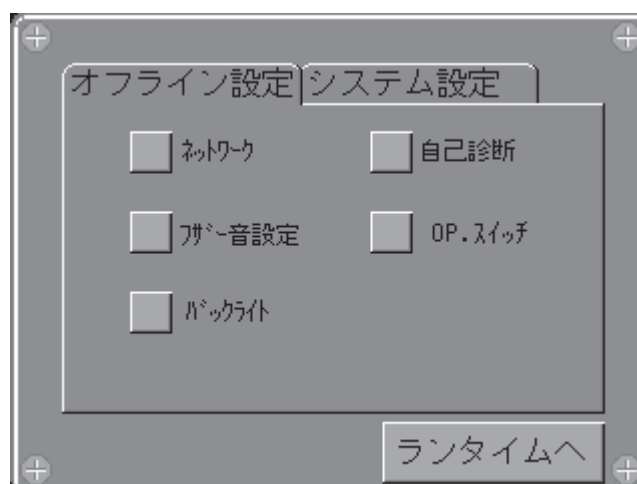 オフライン設定 システム設定
ﾈｯﾄﾜｰｸ 自己診断
ﾌﾞｻﾞｰ音設定 OP.ｽｲｯﾁ
ﾊﾞｯｸﾗｲﾄ
ランタイムへ